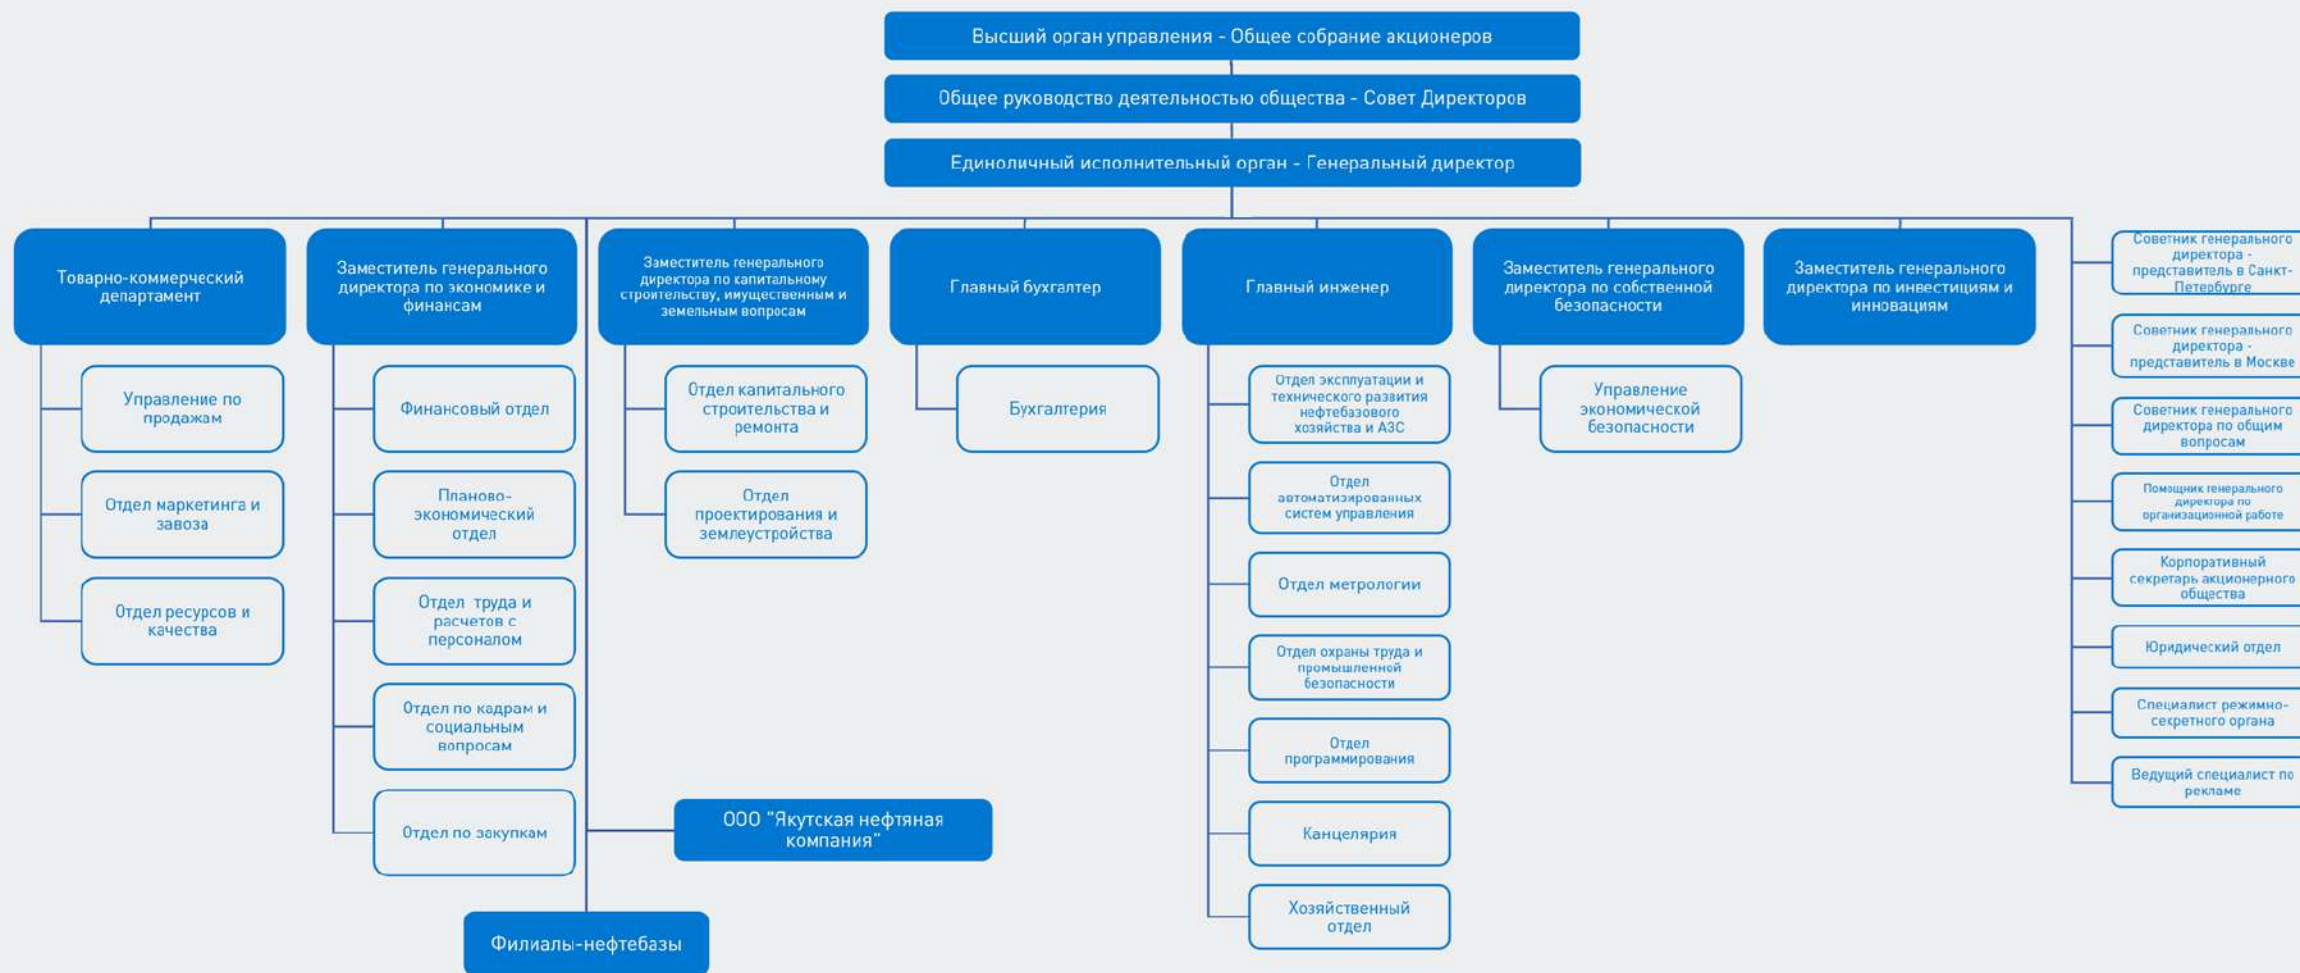 Высший орган управления - Общее собрание акционеров
Общее руководство деятельностью общества - Совет Директоров
Единоличный исполнительный орган - Генеральный директор
Товарно-коммерческий
департамент
Управление по
продажам
Отдел маркетинга и
завоза
Отдел ресурсов и
качества
Заместитель генерального
директора по экономике и
финансам
Финансовый отдел
Планово-
экономический
отдел
Отдел труда и
расчетов с
персоналом
Отдел по кадрам и
социальным
вопросам
Отдел по закупкам
Заместитель генерального
директора по капитальному
строительству, имущественным и
земельным вопросам
Отдел капитального
строительства и
ремонта
Отдел
проектирования и
землеустройства
Главный бухгалтер
Бухгалтерия
Главный инженер
Отдел эксплуатации и
технического развития
нефтебазового
хозяйства и АЗС
Отдел
автоматизированных
систем управления
Отдел метрологии
Отдел охраны труда и
промышленной
безопасности
Отдел
программирования
Канцелярия
Хозяйственный
отдел
Заместитель генерального
директора по собственной
безопасности
Управление
экономической
безопасности
Заместитель генерального
директора по инвестициям и
инновациям
Советник генерального
директора -
представитель в Санкт-
Петербурге
Советник генерального
директора -
представитель в Москве
Советник генерального
директора по общим
вопросам
Помощник генерального
директора по
организационной работе
Корпоративный
секретарь акционерного
общества
Юридический отдел
Специалист режимно-
секретного органа
Ведущий специалист по
рекламе
ООО "Якутская нефтяная
компания"
Филиалы-нефтебазы